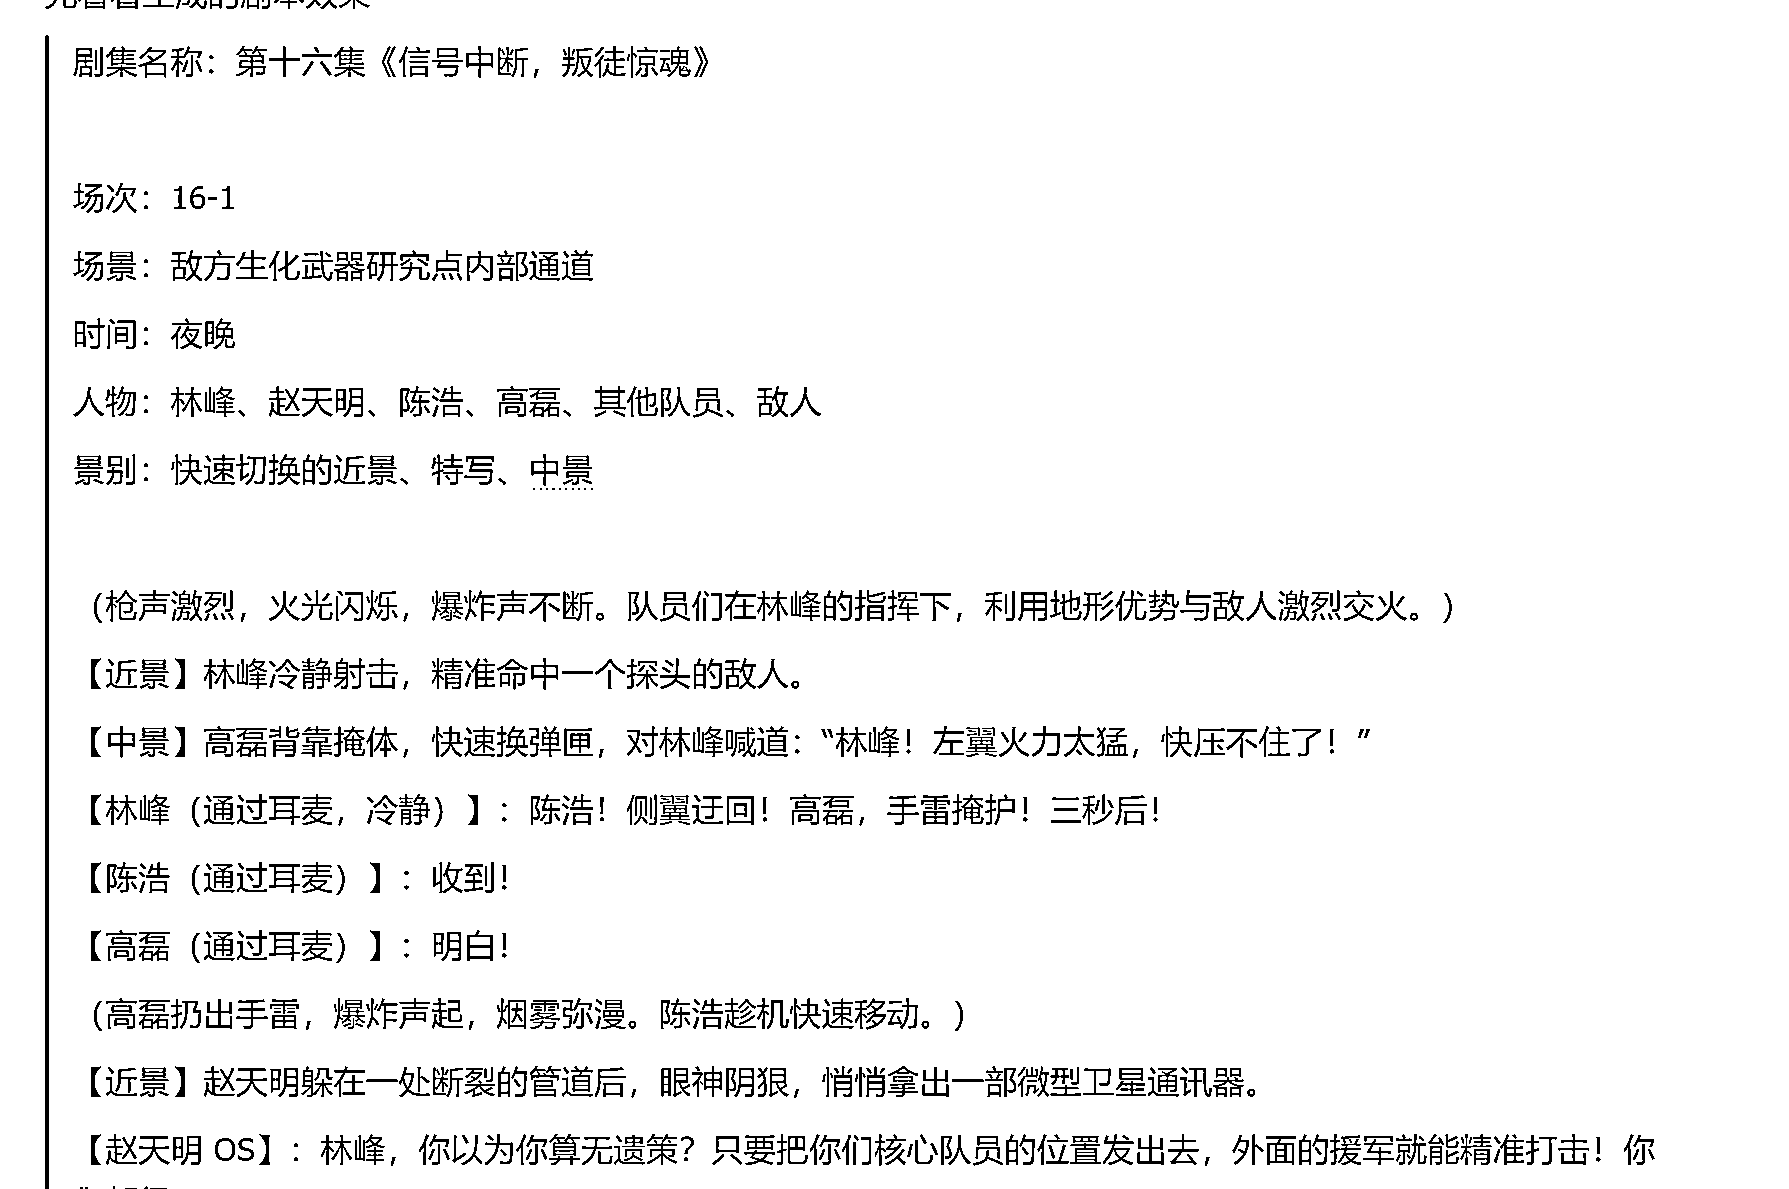 剧集名称：第十六集《信号中断，叛徒惊魂》
场次：16-1
场景：敌方生化武器研究点内部通道
时间：夜晚
人物：林峰、赵天明、陈浩、高磊、其他队员、敌人
景别：快速切换的近景、特写、中景
（枪声激烈，火光闪烁，爆炸声不断。队员们在林峰的指挥下，利用地形优势与敌人激烈交火。）
【近景】林峰冷静射击，精准命中一个探头的敌人。
【中景】高磊背靠掩体，快速换弹匣，对林峰喊道：“林峰！左翼火力太猛，快压不住了！”
【林峰（通过耳麦，冷静）】：陈浩！侧翼迂回！高磊，手雷掩护！三秒后！
【陈浩（通过耳麦）】：收到！
【高磊（通过耳麦）】：明白！
（高磊扔出手雷，爆炸声起，烟雾弥漫。陈浩趁机快速移动。）
【近景】赵天明躲在一处断裂的管道后，眼神阴狠，悄悄拿出一部微型卫星通讯器。
【赵天明 OS】：林峰，你以为你算无遗策？只要把你们核心队员的位置发出去，外面的援军就能精准打击！你